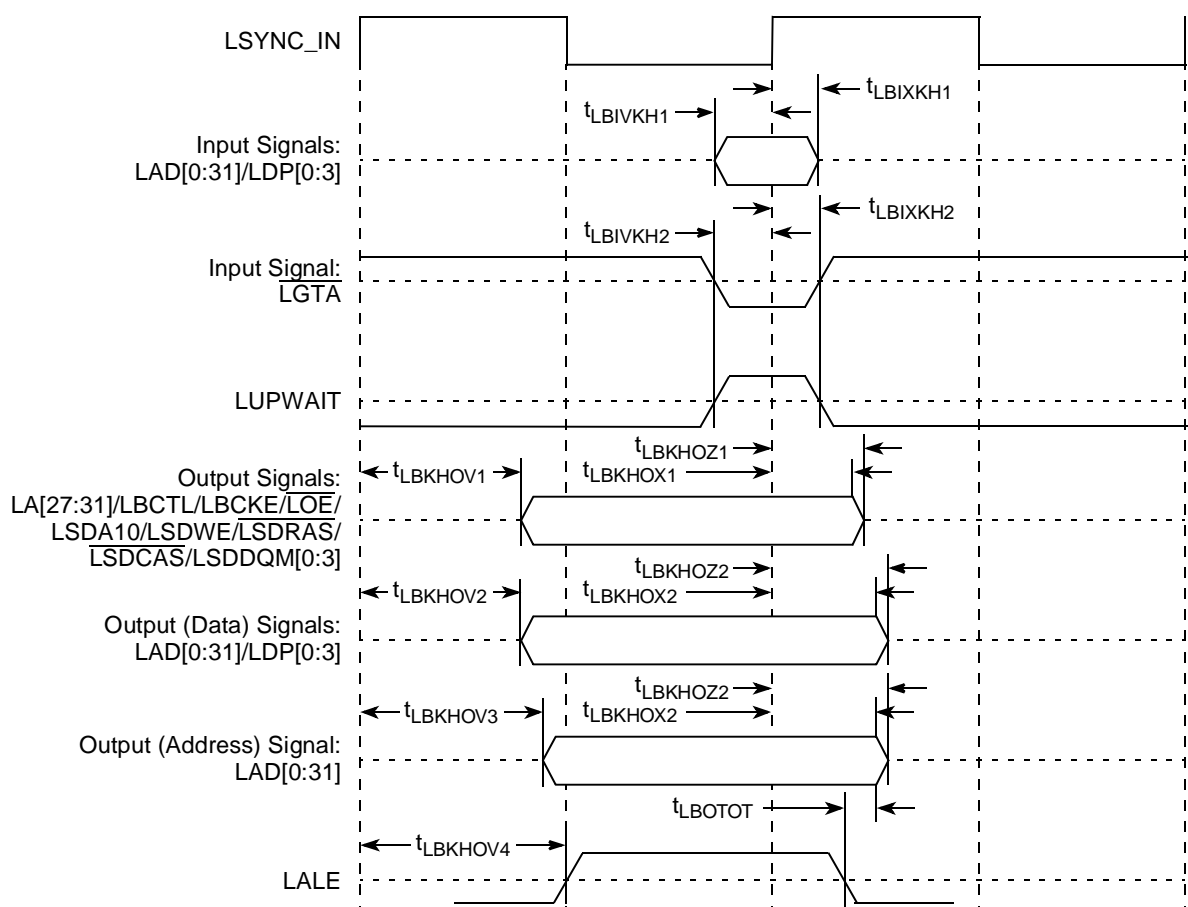 LSYNC_IN
tLBIXKH1
tLBIVKH1
Input Signals:
LAD[0:31]/LDP[0:3]
tLBIXKH2
tLBIVKH2
Input Signal:
LGTA
LUPWAIT
tLBKHOZ1
tLBKHOV1
tLBKHOX1
Output Signals:
LA[27:31]/LBCTL/LBCKE/LOE/
LSDA10/LSDWE/LSDRAS/
LSDCAS/LSDDQM[0:3]
tLBKHOZ2
tLBKHOV2
tLBKHOX2
Output (Data) Signals:
LAD[0:31]/LDP[0:3]
tLBKHOZ2
tLBKHOV3
tLBKHOX2
Output (Address) Signal:
LAD[0:31]
tLBOTOT
tLBKHOV4
LALE